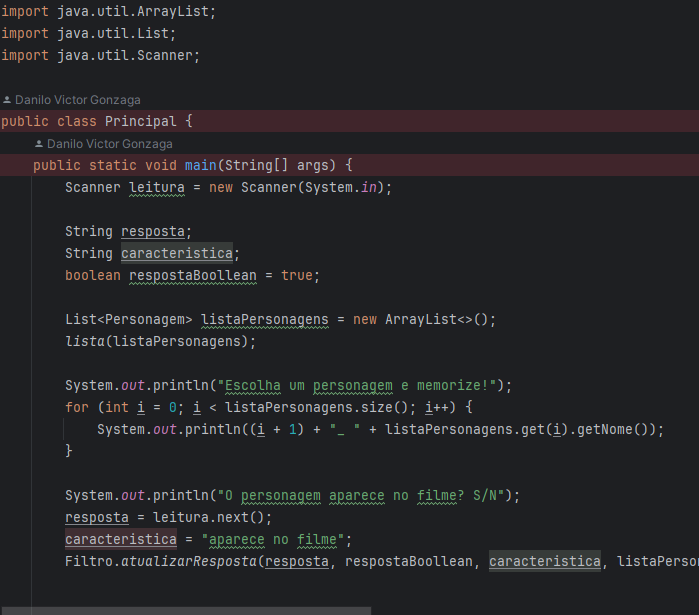 import java.util.ArrayList;
import java.util.List;
import java.util.Scanner;
Danilo Victor Gonzaga
public class Principal {
Danilo Victor Gonzaga
public static void main(String[] args) {
Scanner leitura = new Scanner(System.in);
String resposta;
String caracteristica;
boolean respostaBoollean = true;
List<Personagem> listaPersonagens = new ArrayList<>();
lista(listaPersonagens);
System.out.println("Escolha um personagem e memorize!");
for (int i = 0; i < listaPersonagens.size(); i++) {
System.out.println((i + 1) + "_ " + listaPersonagens.get(i).getNome());
}
System.out.println("O personagem aparece no filme? S/N");
resposta = leitura.next();
caracteristica = "aparece no filme";
Filtro.atualizarResposta(resposta, respostaBoollean, caracteristica, listaPerson